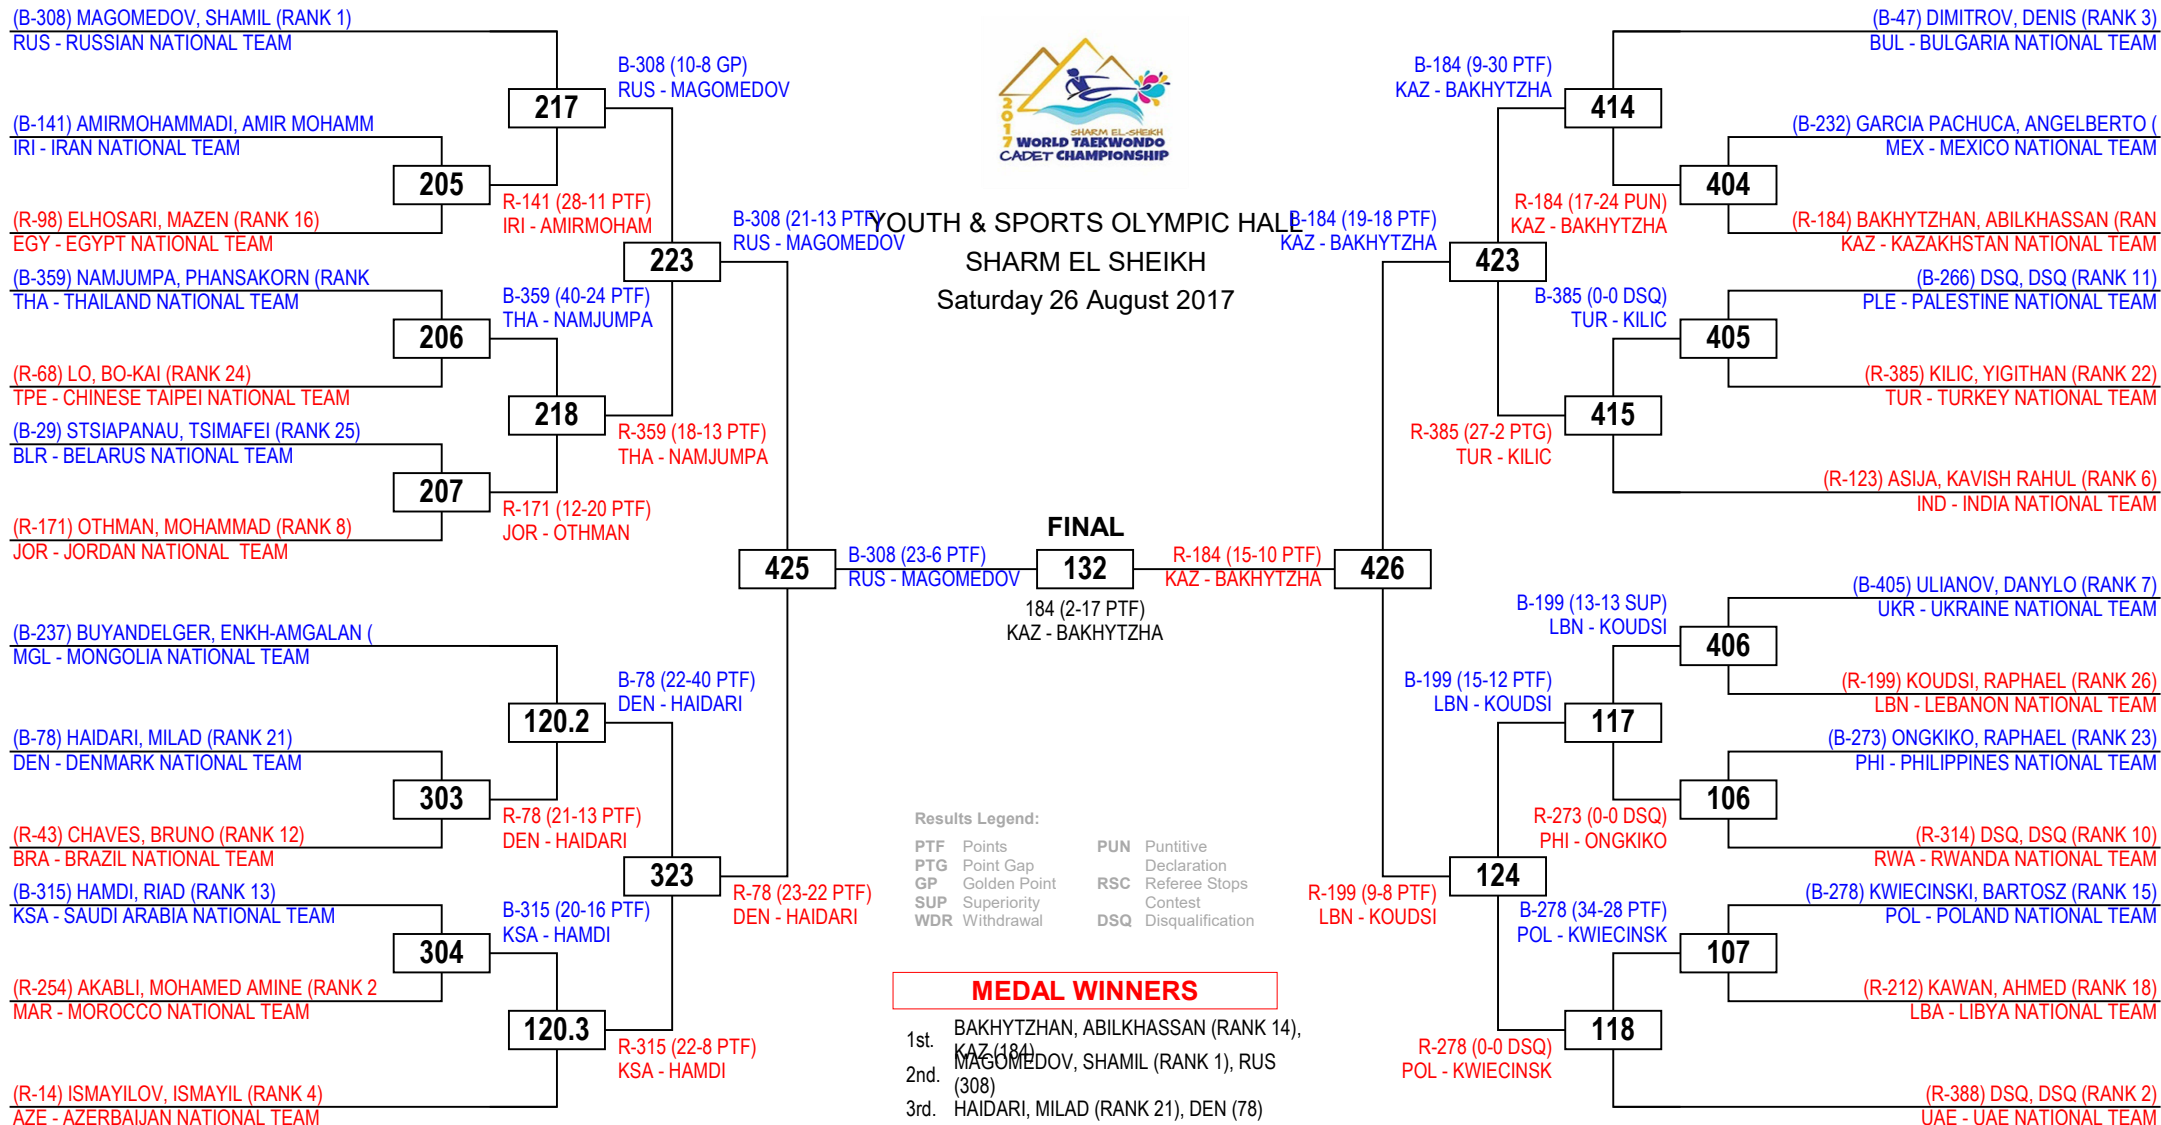 (B-308) MAGOMEDOV, SHAMIL (RANK 1)
RUS - RUSSIAN NATIONAL TEAM
(B-141) AMIRMOHAMMADI, AMIR MOHAMM
IRI - IRAN NATIONAL TEAM
(R-98) ELHOSARI, MAZEN (RANK 16)
EGY - EGYPT NATIONAL TEAM
(B-359) NAMJUMPA, PHANSAKORN (RANK
THA - THAILAND NATIONAL TEAM
(R-68) LO, BO-KAI (RANK 24)
TPE - CHINESE TAIPEI NATIONAL TEAM
(B-29) STSIAPANAU, TSIMAFEI (RANK 25)
BLR - BELARUS NATIONAL TEAM
(R-171) OTHMAN, MOHAMMAD (RANK 8)
JOR - JORDAN NATIONAL  TEAM
(B-237) BUYANDELGER, ENKH-AMGALAN (
MGL - MONGOLIA NATIONAL TEAM
(B-78) HAIDARI, MILAD (RANK 21)
DEN - DENMARK NATIONAL TEAM
(R-43) CHAVES, BRUNO (RANK 12)
BRA - BRAZIL NATIONAL TEAM
(B-315) HAMDI, RIAD (RANK 13)
KSA - SAUDI ARABIA NATIONAL TEAM
(R-254) AKABLI, MOHAMED AMINE (RANK 2
MAR - MOROCCO NATIONAL TEAM
(R-14) ISMAYILOV, ISMAYIL (RANK 4)
AZE - AZERBAIJAN NATIONAL TEAM
205
206
207
303
304
R-141 (28-11 PTF)
IRI - AMIRMOHAM
B-359 (40-24 PTF)
THA - NAMJUMPA
R-171 (12-20 PTF)
JOR - OTHMAN
R-78 (21-13 PTF)
DEN - HAIDARI
B-315 (20-16 PTF)
KSA - HAMDI
217
218
120.2
120.3
B-308 (10-8 GP)
RUS - MAGOMEDOV
R-359 (18-13 PTF)
THA - NAMJUMPA
B-78 (22-40 PTF)
DEN - HAIDARI
R-315 (22-8 PTF)
KSA - HAMDI
223
323
B-308 (21-13 PTF)
RUS - MAGOMEDOV
R-78 (23-22 PTF)
DEN - HAIDARI
425
B-308 (23-6 PTF)
RUS - MAGOMEDOV
2017
SHARM EL-SHEIKH
WORLD TAEKWONDO
CADET CHAMPIONSHIP
YOUTH & SPORTS OLYMPIC HALL
SHARM EL SHEIKH
Saturday 26 August 2017
FINAL
132
184 (2-17 PTF)
KAZ - BAKHYTZHA
R-184 (15-10 PTF)
KAZ - BAKHYTZHA
426
B-184 (19-18 PTF)
KAZ - BAKHYTZHA
R-199 (9-8 PTF)
LBN - KOUDSI
423
124
B-184 (9-30 PTF)
KAZ - BAKHYTZHA
R-385 (27-2 PTG)
TUR - KILIC
B-199 (15-12 PTF)
LBN - KOUDSI
R-278 (0-0 DSQ)
POL - KWIECINSK
414
415
117
118
R-184 (17-24 PUN)
KAZ - BAKHYTZHA
B-385 (0-0 DSQ)
TUR - KILIC
B-199 (13-13 SUP)
LBN - KOUDSI
R-273 (0-0 DSQ)
PHI - ONGKIKO
B-278 (34-28 PTF)
POL - KWIECINSK
404
405
406
106
107
(B-47) DIMITROV, DENIS (RANK 3)
BUL - BULGARIA NATIONAL TEAM
(B-232) GARCIA PACHUCA, ANGELBERTO (
MEX - MEXICO NATIONAL TEAM
(R-184) BAKHYTZHAN, ABILKHASSAN (RAN
KAZ - KAZAKHSTAN NATIONAL TEAM
(B-266) DSQ, DSQ (RANK 11)
PLE - PALESTINE NATIONAL TEAM
(R-385) KILIC, YIGITHAN (RANK 22)
TUR - TURKEY NATIONAL TEAM
(R-123) ASIJA, KAVISH RAHUL (RANK 6)
IND - INDIA NATIONAL TEAM
(B-405) ULIANOV, DANYLO (RANK 7)
UKR - UKRAINE NATIONAL TEAM
(R-199) KOUDSI, RAPHAEL (RANK 26)
LBN - LEBANON NATIONAL TEAM
(B-273) ONGKIKO, RAPHAEL (RANK 23)
PHI - PHILIPPINES NATIONAL TEAM
(R-314) DSQ, DSQ (RANK 10)
RWA - RWANDA NATIONAL TEAM
(B-278) KWIECINSKI, BARTOSZ (RANK 15)
POL - POLAND NATIONAL TEAM
(R-212) KAWAN, AHMED (RANK 18)
LBA - LIBYA NATIONAL TEAM
(R-388) DSQ, DSQ (RANK 2)
UAE - UAE NATIONAL TEAM
Results Legend:
PTF Points
PTG Point Gap
GP Golden Point
SUP Superiority
WDR Withdrawal
PUN Puntitive
Declaration
RSC Referee Stops
Contest
DSQ Disqualification
MEDAL WINNERS
1st. BAKHYTZHAN, ABILKHASSAN (RANK 14),
KAZ (184)
2nd. MAGOMEDOV, SHAMIL (RANK 1), RUS
(308)
3rd. HAIDARI, MILAD (RANK 21), DEN (78)